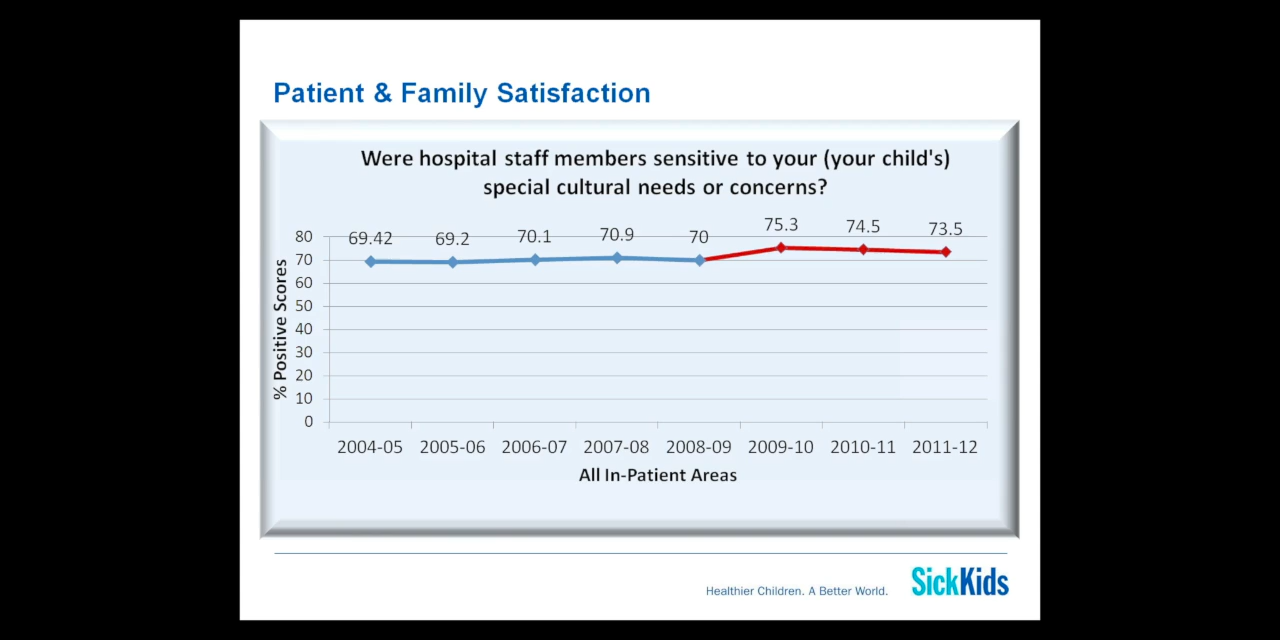 Patient & Family Satisfaction
Were hospital staff members sensitive to your (your child's)
special cultural needs or concerns?
% Positive Scores
80
70
60
50
40
30
20
10
0
69.42
69.2
70.1
70.9
70
75.3
74.5
73.5
2004-05 2005-06 2006-07 2007-08 2008-09 2009-10 2010-11 2011-12
All In-Patient Areas
Healthier Children. A Better World.
SickKids